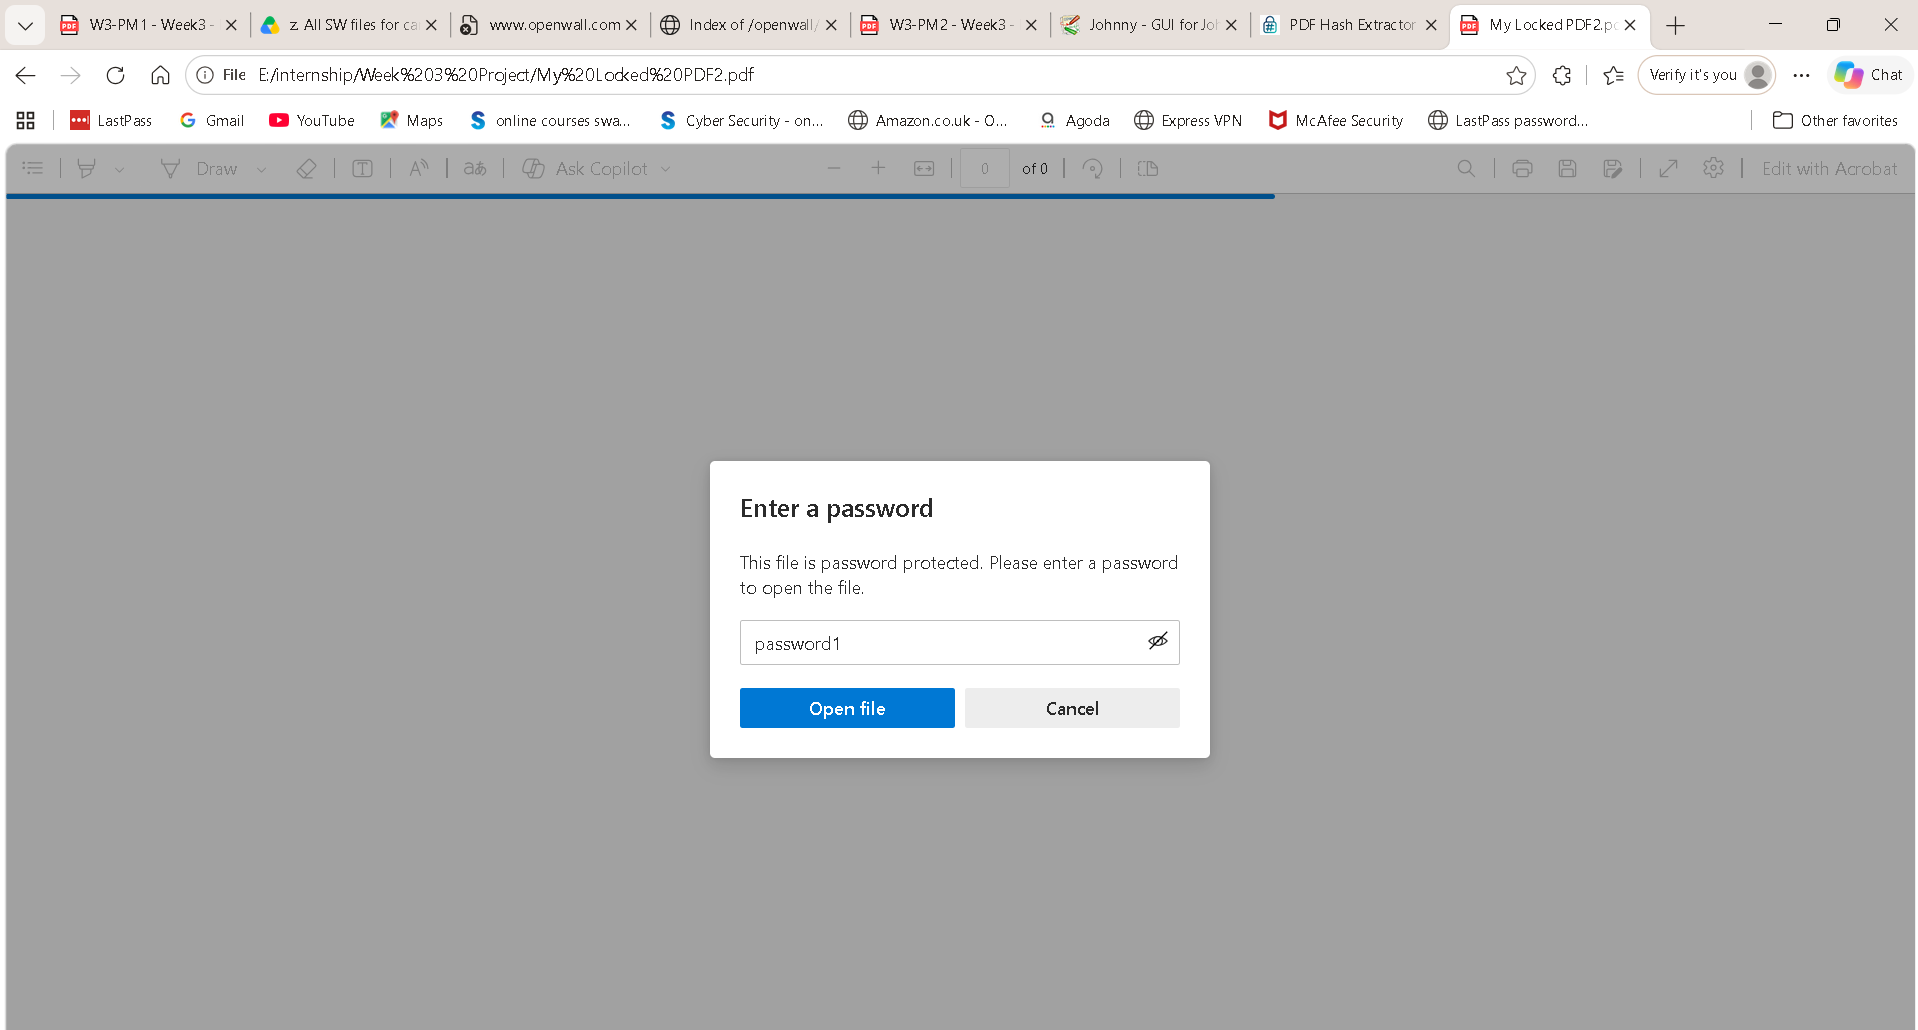 W3-PM1 - Week3 -
z. All SW files for ca
www.openwall.com
Index of /openwall/
W3-PM2 - Week3 -
Johnny - GUI for Joh
PDF Hash Extractor
My Locked PDF2.pd
File E:/internship/Week%203%20Project/My%20Locked%20PDF2.pdf
Verify it's you
Chat
LastPass
Gmail
YouTube
Maps
online courses swa...
Cyber Security - on...
Amazon.co.uk - O...
Agoda
Express VPN
McAfee Security
LastPass password...
Other favorites
Draw
Ask Copilot
0 of 0
Edit with Acrobat
Enter a password
This file is password protected. Please enter a password
to open the file.
password1
Open file
Cancel